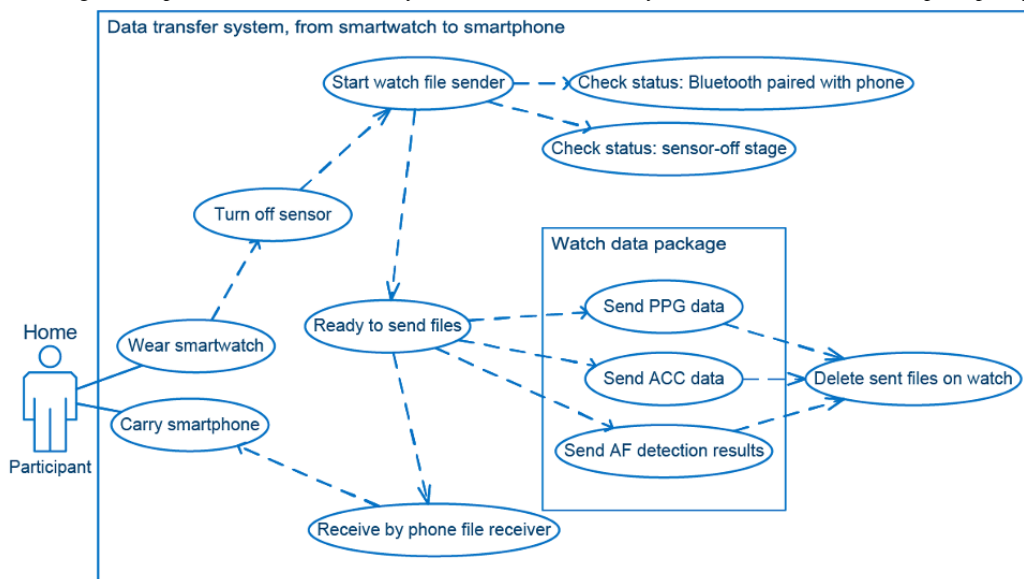 Data transfer system, from smartwatch to smartphone
Start watch file sender
Check status: Bluetooth paired with phone
Check status: sensor-off stage
Turn off sensor
Watch data package
Send PPG data
Ready to send files
Home
Wear smartwatch
Send ACC data
Delete sent files on watch
Carry smartphone
Send AF detection results
Participant
Receive by phone file receiver